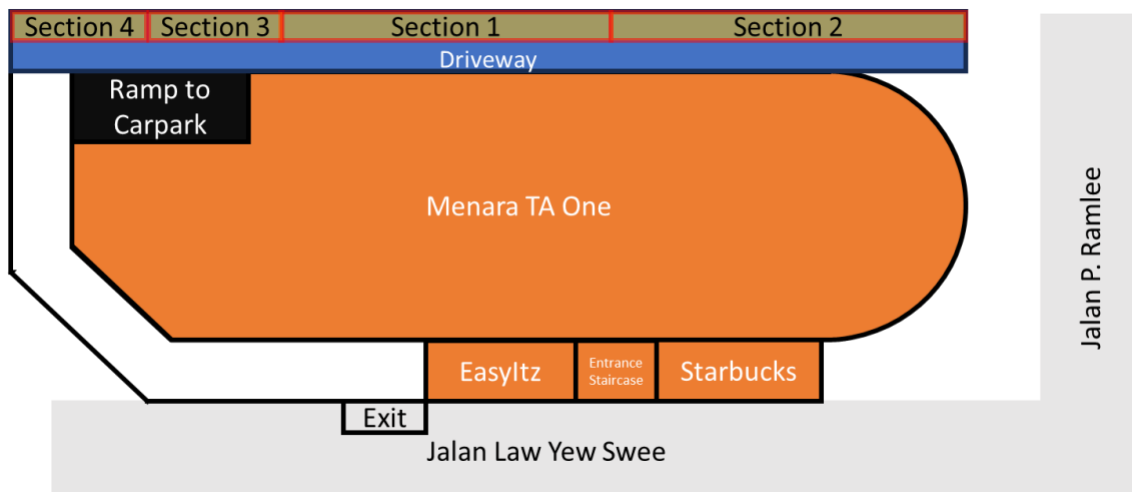 Section 4
Section 3
Section 1
Section 2
Driveway
Ramp to
Carpark
Menara TA One
Jalan P. Ramlee
EasyItz
Entrance
Staircase
Starbucks
Exit
Jalan Law Yew Swee